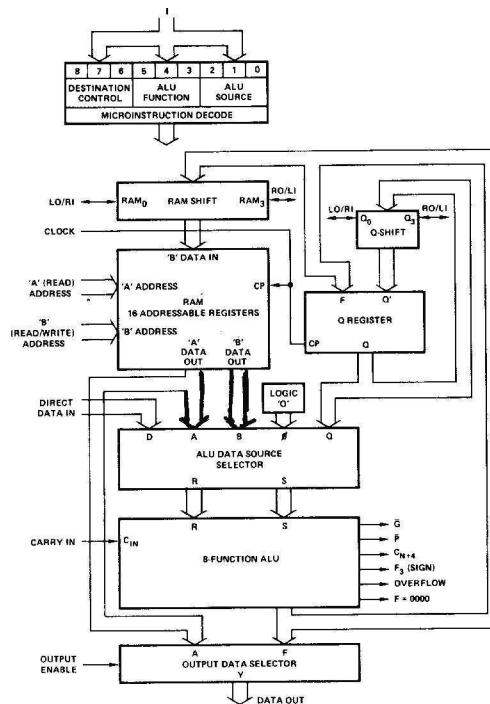 I
8 7 6 5 4 3 2 1 0
DESTINATION CONTROL
ALU FUNCTION
ALU SOURCE
MICROINSTRUCTION DECODE
LO/RI
RAM0
RAM SHIFT
RAM3
RO/LI
LO/RI
RO/LI
Q0
Q3
Q-SHIFT
CLOCK
'B' DATA IN
'A' (READ)
ADDRESS
'A' ADDRESS
CP
RAM
16 ADDRESSABLE REGISTERS
'B'
(READ/WRITE)
ADDRESS
'B' ADDRESS
'A'
DATA
OUT
'B'
DATA
OUT
F
Q'
Q REGISTER
CP
Q
LOGIC
'0'
DIRECT
DATA IN
D A B Ø Q
ALU DATA SOURCE
SELECTOR
R S
R S
CARRY IN
CIN
8-FUNCTION ALU
G̅
P̅
CN+4
F3 (SIGN)
OVERFLOW
F = 0000
OUTPUT
ENABLE
A F
OUTPUT DATA SELECTOR
Y
DATA OUT